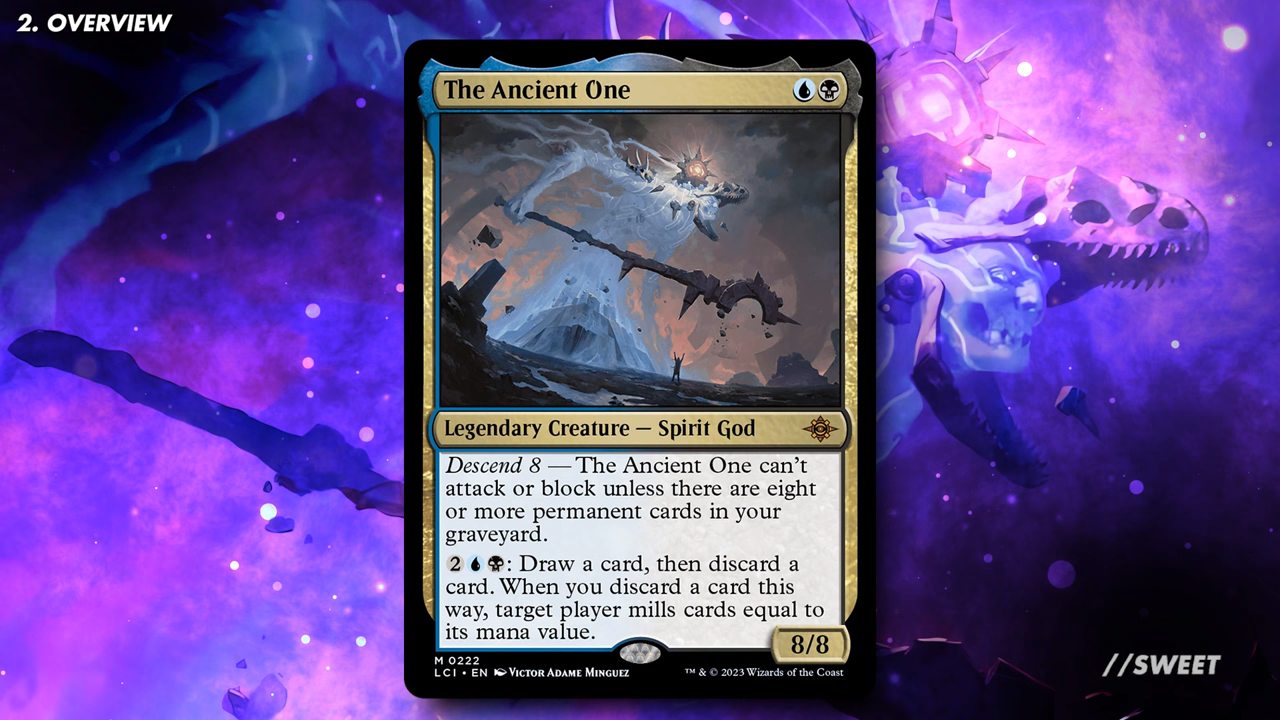 2. OVERVIEW
The Ancient One
Legendary Creature — Spirit God
Descend 8 — The Ancient One can't
attack or block unless there are eight
or more permanent cards in your
graveyard.
2: Draw a card, then discard a
card. When you discard a card this
way, target player mills cards equal to
its mana value.
8/8
M 0222
LCI • EN Victor Adame Minguez
™ & © 2023 Wizards of the Coast
//SWEET